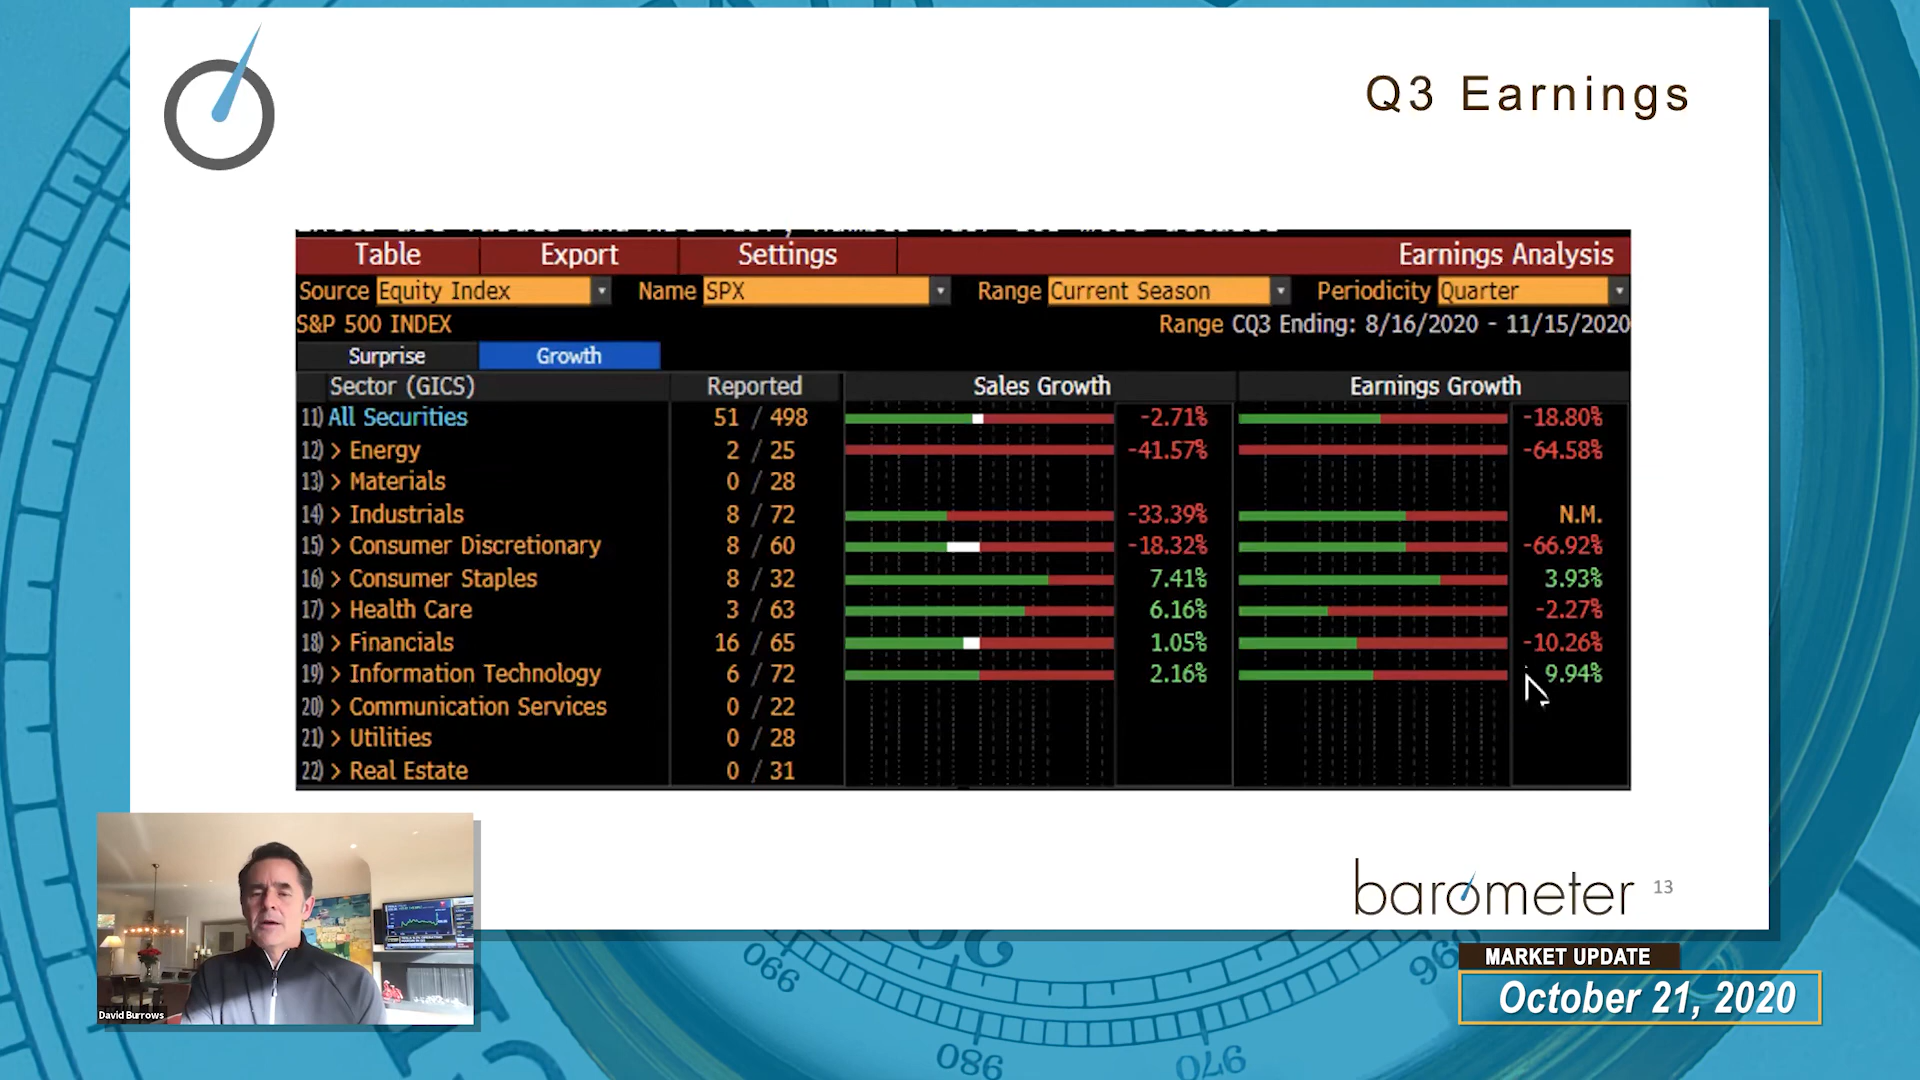 Q3 Earnings
Table Export Settings Earnings Analysis
Source Equity Index Name SPX Range Current Season Periodicity Quarter
S&P 500 INDEX Range CQ3 Ending: 8/16/2020 - 11/15/2020
Surprise Growth
Sector (GICS) Reported Sales Growth Earnings Growth
11) All Securities 51 / 498 -2.71% -18.80%
12) > Energy 2 / 25 -41.57% -64.58%
13) > Materials 0 / 28
14) > Industrials 8 / 72 -33.39% N.M.
15) > Consumer Discretionary 8 / 60 -18.32% -66.92%
16) > Consumer Staples 8 / 32 7.41% 3.93%
17) > Health Care 3 / 63 6.16% -2.27%
18) > Financials 16 / 65 1.05% -10.26%
19) > Information Technology 6 / 72 2.16% 9.94%
20) > Communication Services 0 / 22
21) > Utilities 0 / 28
22) > Real Estate 0 / 31
barometer 13
David Burrows
MARKET UPDATE
October 21, 2020
990
980
970
960